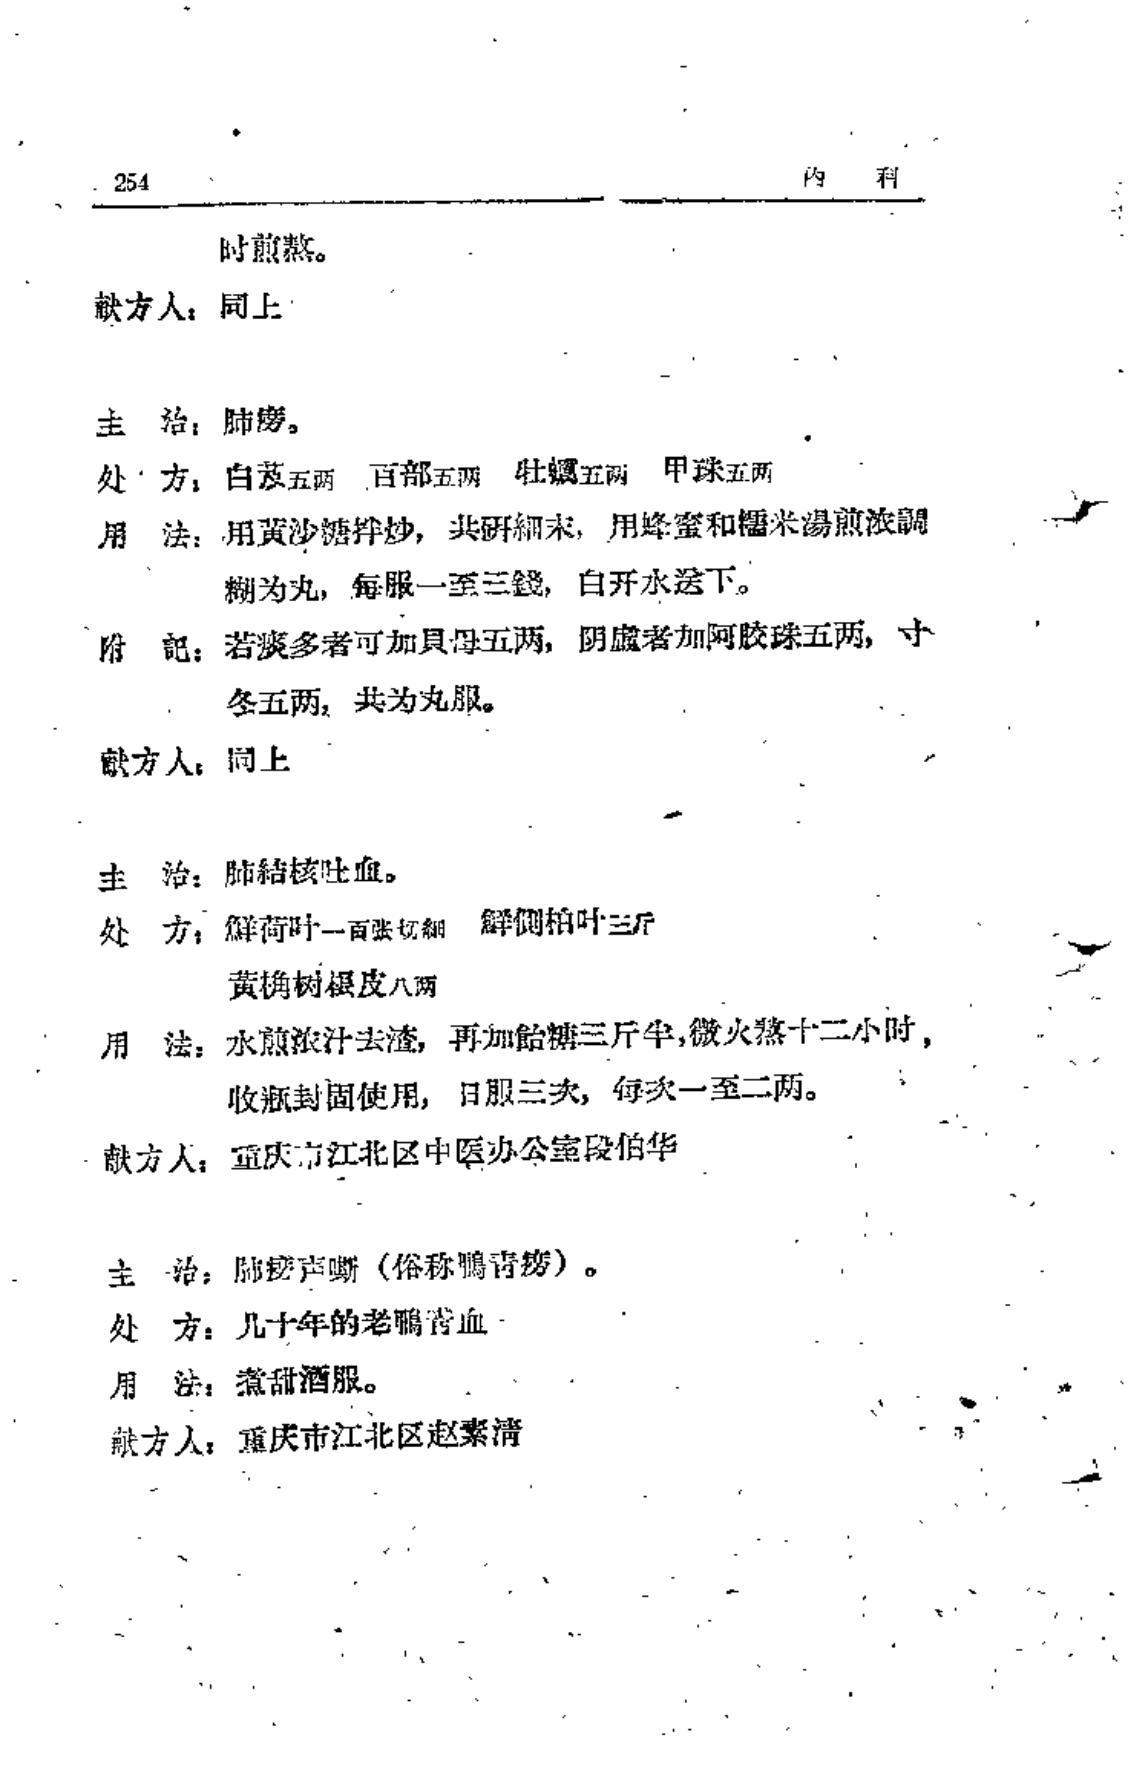 254 内 科
时煎熬。
献方人：同上
主 治：肺痨。
处 方：白芨五两 百部五两 牡蠣五两 甲珠五两
用 法：用黃沙糖拌炒，共研細末，用蜂蜜和糯米湯煎浓調
糊为丸，每服一至三錢，白开水送下。
附 記：若痰多者可加貝母五两，阴虛者加阿胶珠五两，寸
冬五两，共为丸服。
献方人：同上
主 治：肺結核吐血。
处 方：鮮荷叶一百张切細 鮮侧柏叶三斤
黃桷树根皮八两
用 法：水煎浓汁去渣，再加飴糖三斤半，微火熬十二小时，
收瓶封固使用，日服三次，每次一至二两。
献方人：重庆市江北区中医办公室段伯华
主 治：肺痨声嘶（俗称鴨青痨）。
处 方：几十年的老鴨青血
用 法：煮甜酒服。
献方人：重庆市江北区赵素清